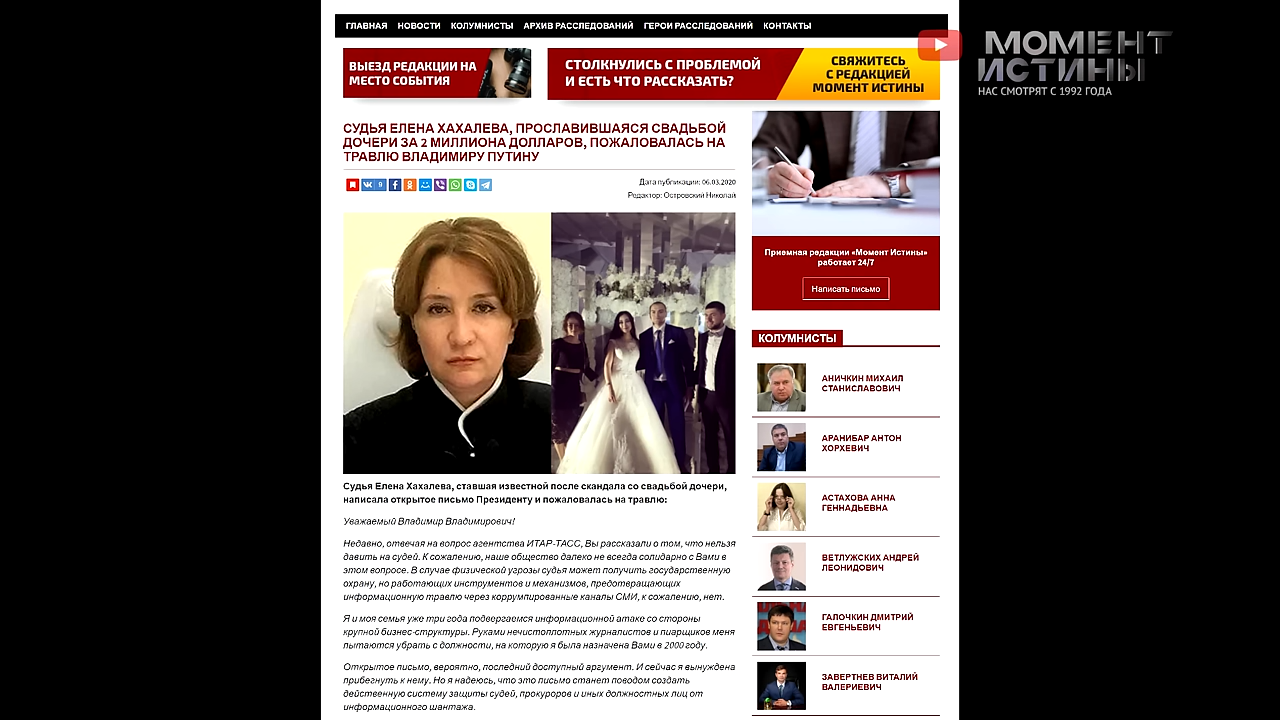 ГЛАВНАЯ НОВОСТИ КОЛУМНИСТЫ АРХИВ РАССЛЕДОВАНИЙ ГЕРОИ РАССЛЕДОВАНИЙ КОНТАКТЫ
МОМЕНТ
ИСТИНЫ
НАС СМОТРЯТ С 1992 ГОДА
ВЫЕЗД РЕДАКЦИИ НА
МЕСТО СОБЫТИЯ
СТОЛКНУЛИСЬ С ПРОБЛЕМОЙ
И ЕСТЬ ЧТО РАССКАЗАТЬ?
СВЯЖИТЕСЬ
С РЕДАКЦИЕЙ
МОМЕНТ ИСТИНЫ
СУДЬЯ ЕЛЕНА ХАХАЛЕВА, ПРОСЛАВИВШАЯСЯ СВАДЬБОЙ
ДОЧЕРИ ЗА 2 МИЛЛИОНА ДОЛЛАРОВ, ПОЖАЛОВАЛАСЬ НА
ТРАВЛЮ ВЛАДИМИРУ ПУТИНУ
9
Дата публикации: 06.03.2020
Редактор: Островский Николай
Судья Елена Хахалева, ставшая известной после скандала со свадьбой дочери,
написала открытое письмо Президенту и пожаловалась на травлю:
Уважаемый Владимир Владимирович!
Недавно, отвечая на вопрос агентства ИТАР-ТАСС, Вы рассказали о том, что нельзя
давить на судей. К сожалению, наше общество далеко не всегда солидарно с Вами в
этом вопросе. В случае физической угрозы судья может получить государственную
охрану, но работающих инструментов и механизмов, предотвращающих
информационную травлю через коррумпированные каналы СМИ, к сожалению, нет.
Я и моя семья уже три года подвергаемся информационной атаке со стороны
крупной бизнес-структуры. Руками нечистоплотных журналистов и пиарщиков меня
пытаются убрать с должности, на которую я была назначена Вами в 2000 году.
Открытое письмо, вероятно, последний доступный аргумент. И сейчас я вынуждена
прибегнуть к нему. Но я надеюсь, что это письмо станет поводом создать
действенную систему защиты судей, прокуроров и иных должностных лиц от
информационного шантажа.
Приемная редакции «Момент Истины»
работает 24/7
Написать письмо
КОЛУМНИСТЫ
АНИЧКИН МИХАИЛ
СТАНИСЛАВОВИЧ
АРАНИБАР АНТОН
ХОРХЕВИЧ
АСТАХОВА АННА
ГЕННАДЬЕВНА
ВЕТЛУЖСКИХ АНДРЕЙ
ЛЕОНИДОВИЧ
ГАЛОЧКИН ДМИТРИЙ
ЕВГЕНЬЕВИЧ
ЗАВЕРТНЕВ ВИТАЛИЙ
ВАЛЕРИЕВИЧ